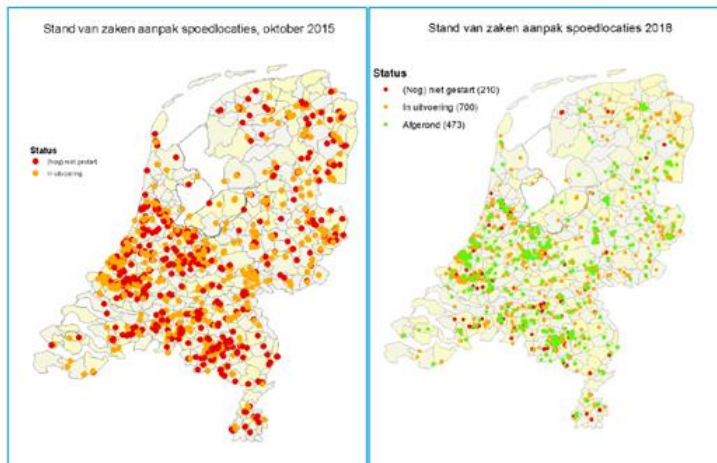 Stand van zaken aanpak spoedlocaties, oktober 2015
Status
(Nog) niet gestart
In uitvoering
Stand van zaken aanpak spoedlocaties 2018
Status
(Nog) niet gestart (210)
In uitvoering (700)
Afgerond (473)